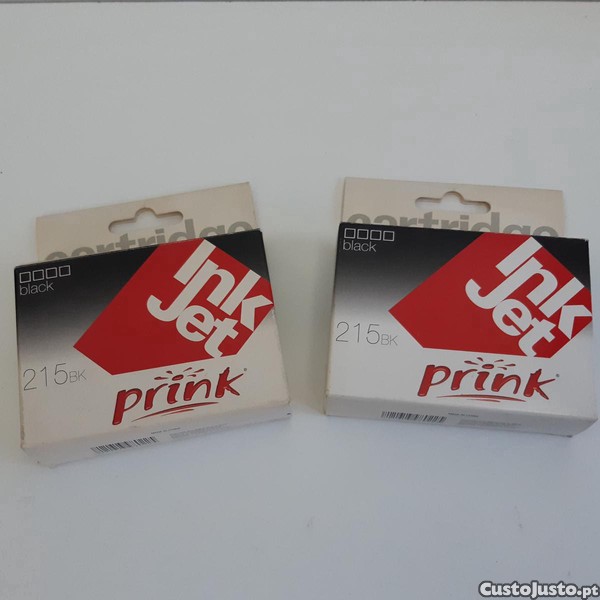 cartridge
black
Ink
Jet
215BK
prink®
cartridge
black
Ink
Jet
215BK
prink®
CustoJusto.pt